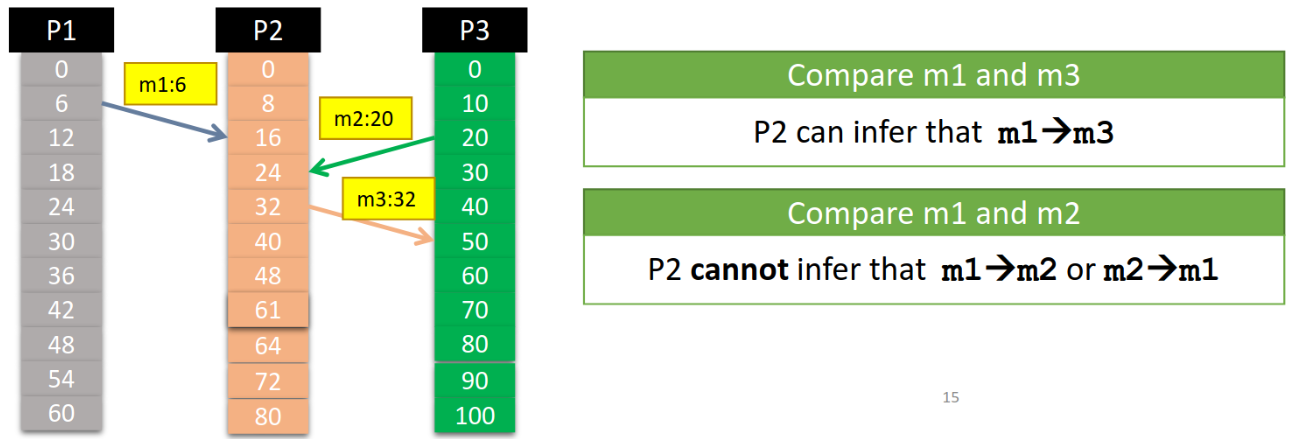 P1 P2 P3
0 0 0
6 m1:6 8 10
12 16 m2:20 20
18 24 30
24 32 m3:32 40
30 40 50
36 48 60
42 61 70
48 64 80
54 72 90
60 80 100
Compare m1 and m3
P2 can infer that m1→m3
Compare m1 and m2
P2 cannot infer that m1→m2 or m2→m1
15